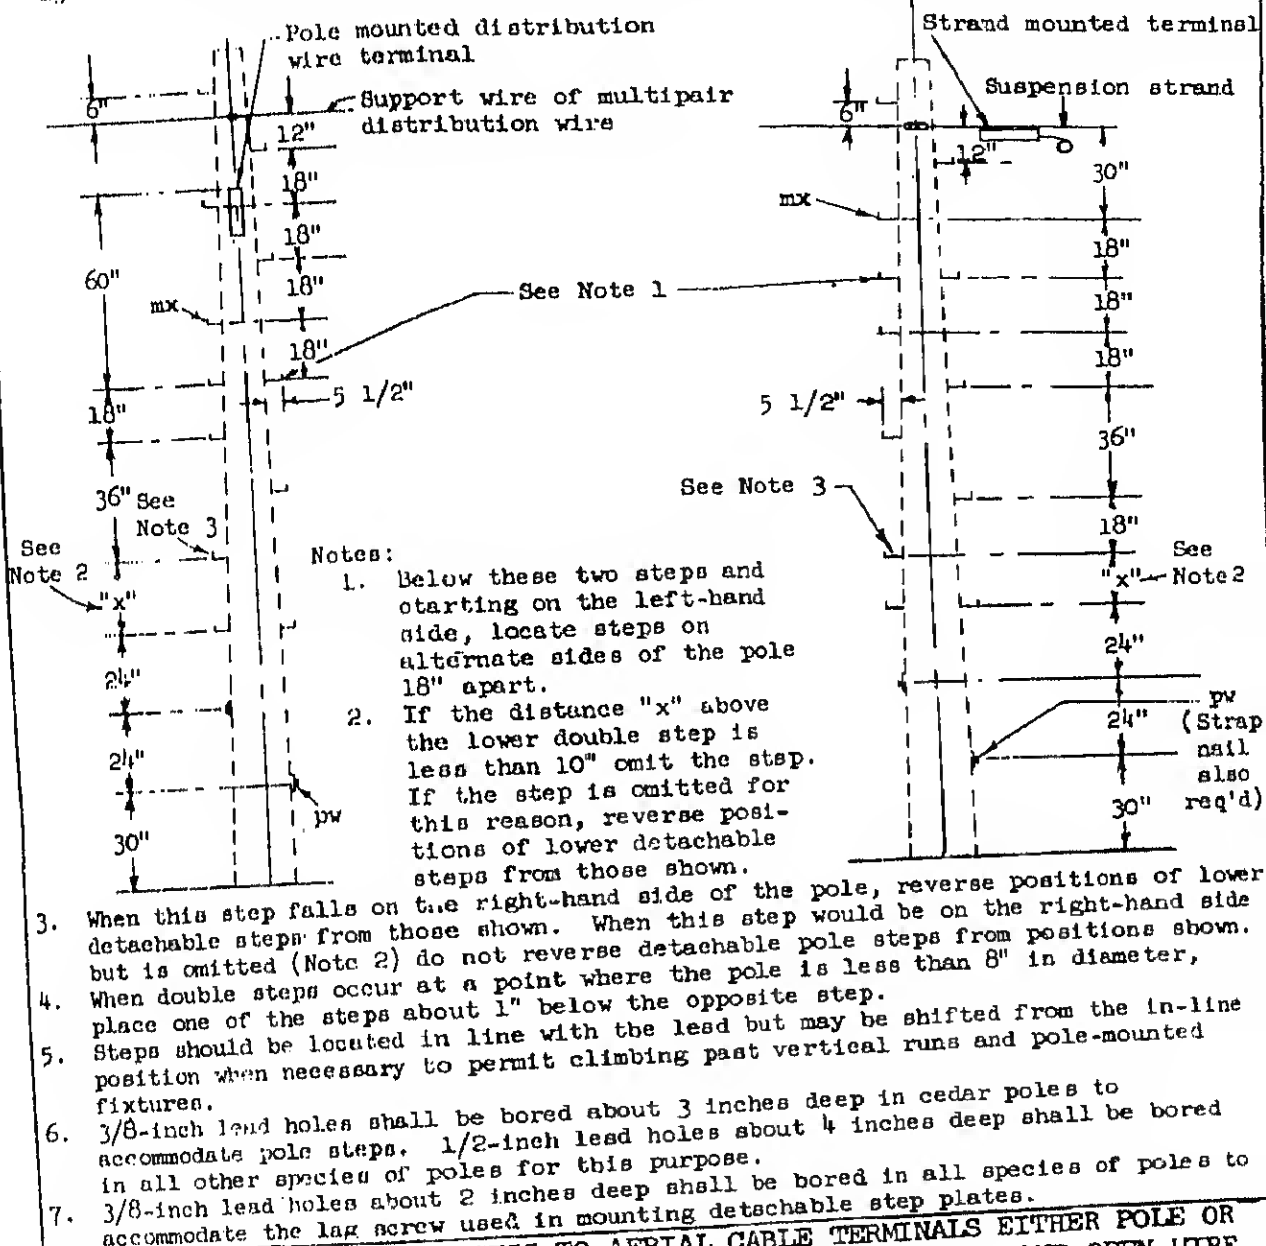 Pole mounted distribution
wire terminal
Support wire of multipair
distribution wire
6"
12"
18"
18"
18"
18"
60"
mx
5 1/2"
18"
36"
See
Note 3
See
Note 2
"x"
24"
24"
30"
pw
See Note 1
Strand mounted terminal
Suspension strand
6"
12"
30"
mx
18"
18"
18"
5 1/2"
36"
See Note 3
18"
"x"
See
Note 2
24"
24"
pw
(Strap
nail
also
req'd)
30"
Notes:
1. Below these two steps and
starting on the left-hand
side, locate steps on
alternate sides of the pole
18" apart.
2. If the distance "x" above
the lower double step is
less than 10" omit the step.
If the step is omitted for
this reason, reverse posi-
tions of lower detachable
steps from those shown.
3. When this step falls on the right-hand side of the pole, reverse positions of lower
detachable steps from those shown. When this step would be on the right-hand side
but is omitted (Note 2) do not reverse detachable pole steps from positions shown.
4. When double steps occur at a point where the pole is less than 8" in diameter,
place one of the steps about 1" below the opposite step.
5. Steps should be located in line with the lead but may be shifted from the in-line
position when necessary to permit climbing past vertical runs and pole-mounted
fixtures.
6. 3/8-inch lead holes shall be bored about 3 inches deep in cedar poles to
accommodate pole steps. 1/2-inch lead holes about 4 inches deep shall be bored
in all other species of poles for this purpose.
7. 3/8-inch lead holes about 2 inches deep shall be bored in all species of poles to
accommodate the lag screw used in mounting detachable step plates.
TO AERIAL CABLE TERMINALS EITHER POLE OR